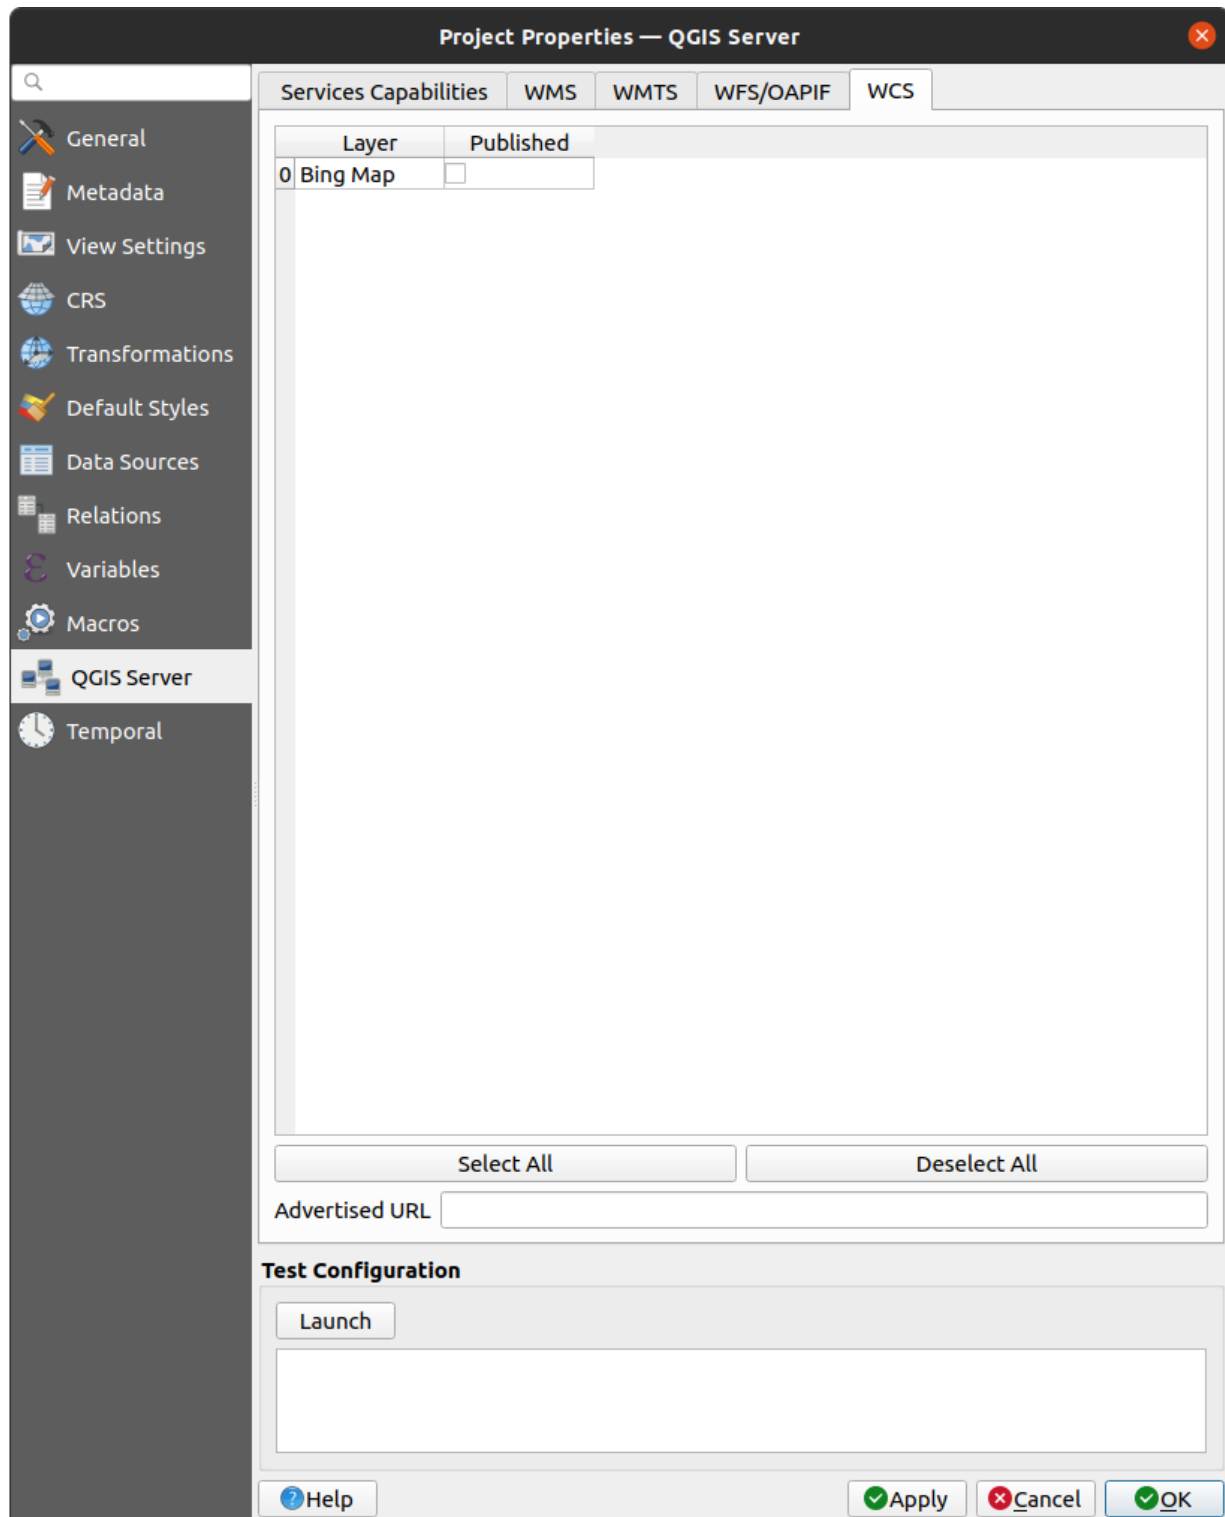 Project Properties — QGIS Server
General
Metadata
View Settings
CRS
Transformations
Default Styles
Data Sources
Relations
Variables
Macros
QGIS Server
Temporal
Services Capabilities WMS WMTS WFS/OAPIF WCS
Layer Published
0 Bing Map
Select All Deselect All
Advertised URL
Test Configuration
Launch
Help Apply Cancel OK